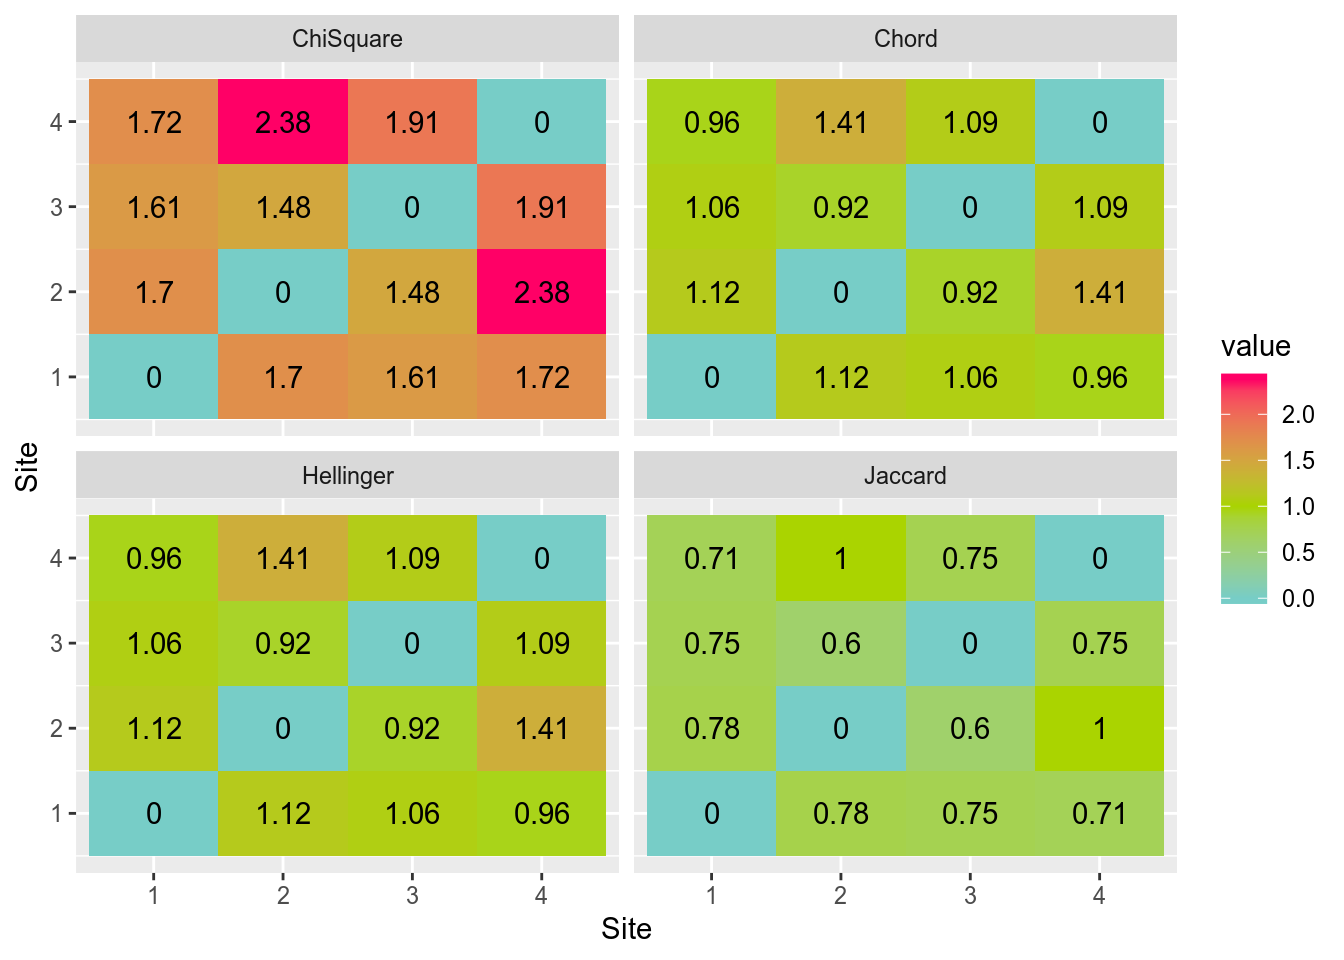 ChiSquare Chord
4 1.72 2.38 1.91 0 0.96 1.41 1.09 0
3 1.61 1.48 0 1.91 1.06 0.92 0 1.09
2 1.7 0 1.48 2.38 1.12 0 0.92 1.41
1 0 1.7 1.61 1.72 0 1.12 1.06 0.96
Hellinger Jaccard
4 0.96 1.41 1.09 0 0.71 1 0.75 0
3 1.06 0.92 0 1.09 0.75 0.6 0 0.75
2 1.12 0 0.92 1.41 0.78 0 0.6 1
1 0 1.12 1.06 0.96 0 0.78 0.75 0.71
1 2 3 4 1 2 3 4
Site
Site
value
2.0
1.5
1.0
0.5
0.0